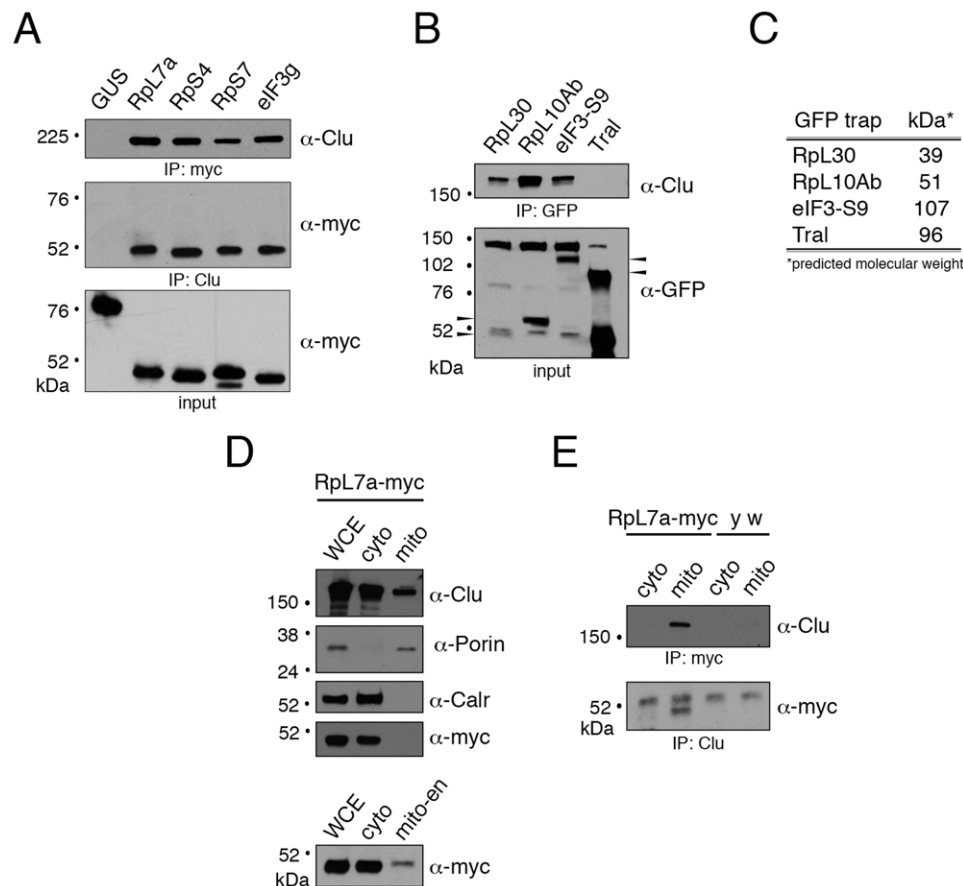 A
GUS RpL7a RpS4 RpS7 eIF3g
225 α-Clu
IP: myc
76
α-myc
52
IP: Clu
76
α-myc
52
kDa
input
B
RpL30 RpL10Ab eIF3-S9 Tral
α-Clu
150
IP: GFP
150
102
α-GFP
76
52
kDa
input
C
GFP trap kDa*
RpL30 39
RpL10Ab 51
eIF3-S9 107
Tral 96
*predicted molecular weight
D
RpL7a-myc
WCE cyto mito
α-Clu
150
38
α-Porin
24
52 α-Calr
52
α-myc
WCE cyto mito-en
52
α-myc
kDa
E
RpL7a-myc y w
cyto mito cyto mito
α-Clu
150
IP: myc
52 α-myc
kDa
IP: Clu